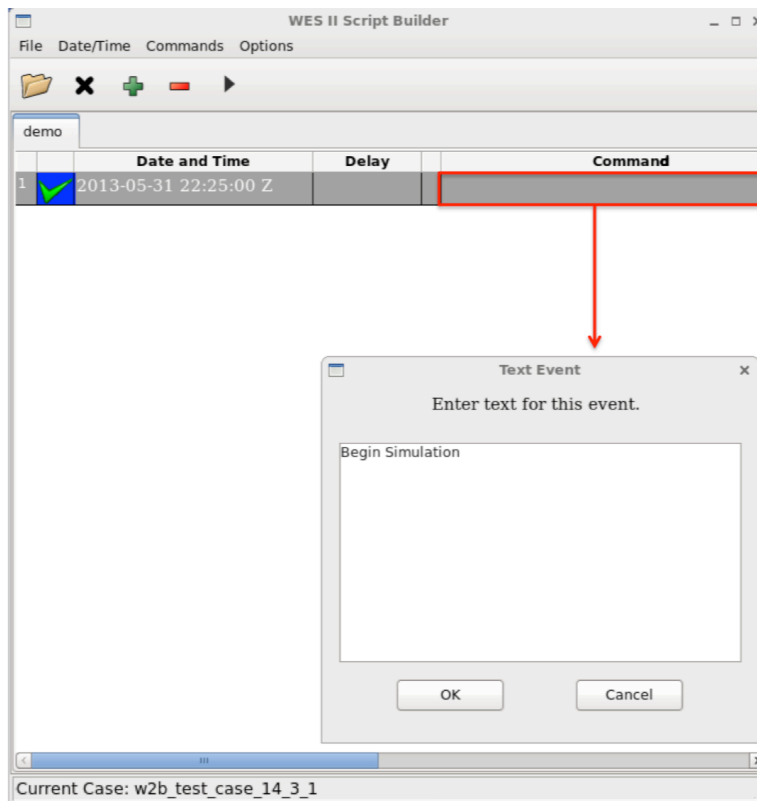 WES II Script Builder
File Date/Time Commands Options
demo
Date and Time Delay Command
1 2013-05-31 22:25:00 Z
Text Event
Enter text for this event.
Begin Simulation
OK Cancel
Current Case: w2b_test_case_14_3_1